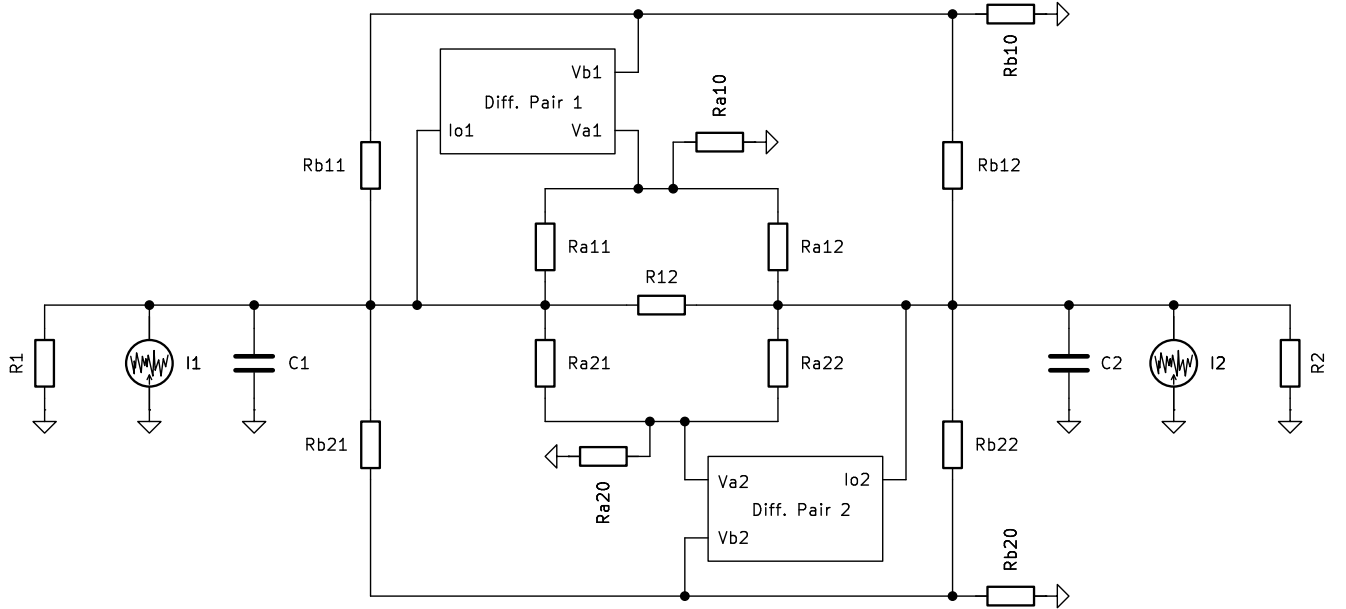 Rb10
Vb1
Diff. Pair 1
Ra10
Io1
Va1
Rb11
Rb12
Ra11
Ra12
R12
R1
I1
C1
Ra21
Ra22
C2
I2
R2
Rb21
Rb22
Ra20
Va2
Io2
Diff. Pair 2
Vb2
Rb20